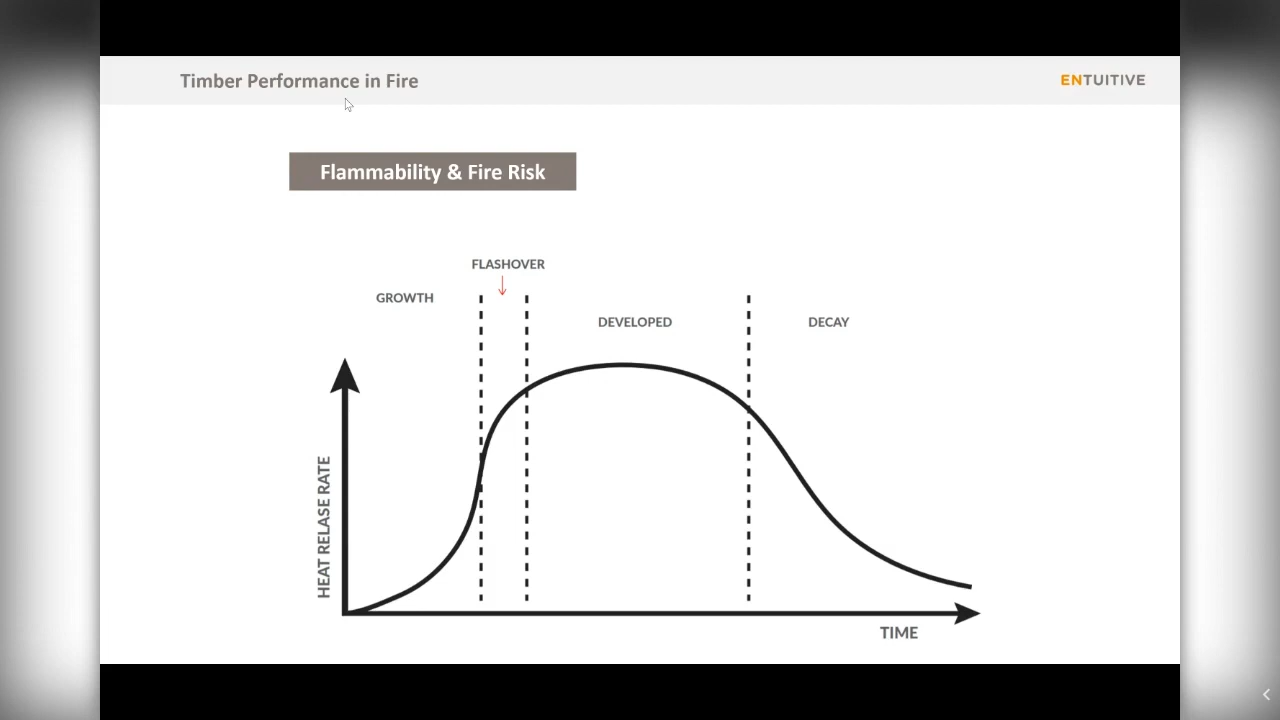 Timber Performance in Fire
ENTUITIVE
Flammability & Fire Risk
FLASHOVER
GROWTH
DEVELOPED
DECAY
HEAT RELASE RATE
TIME